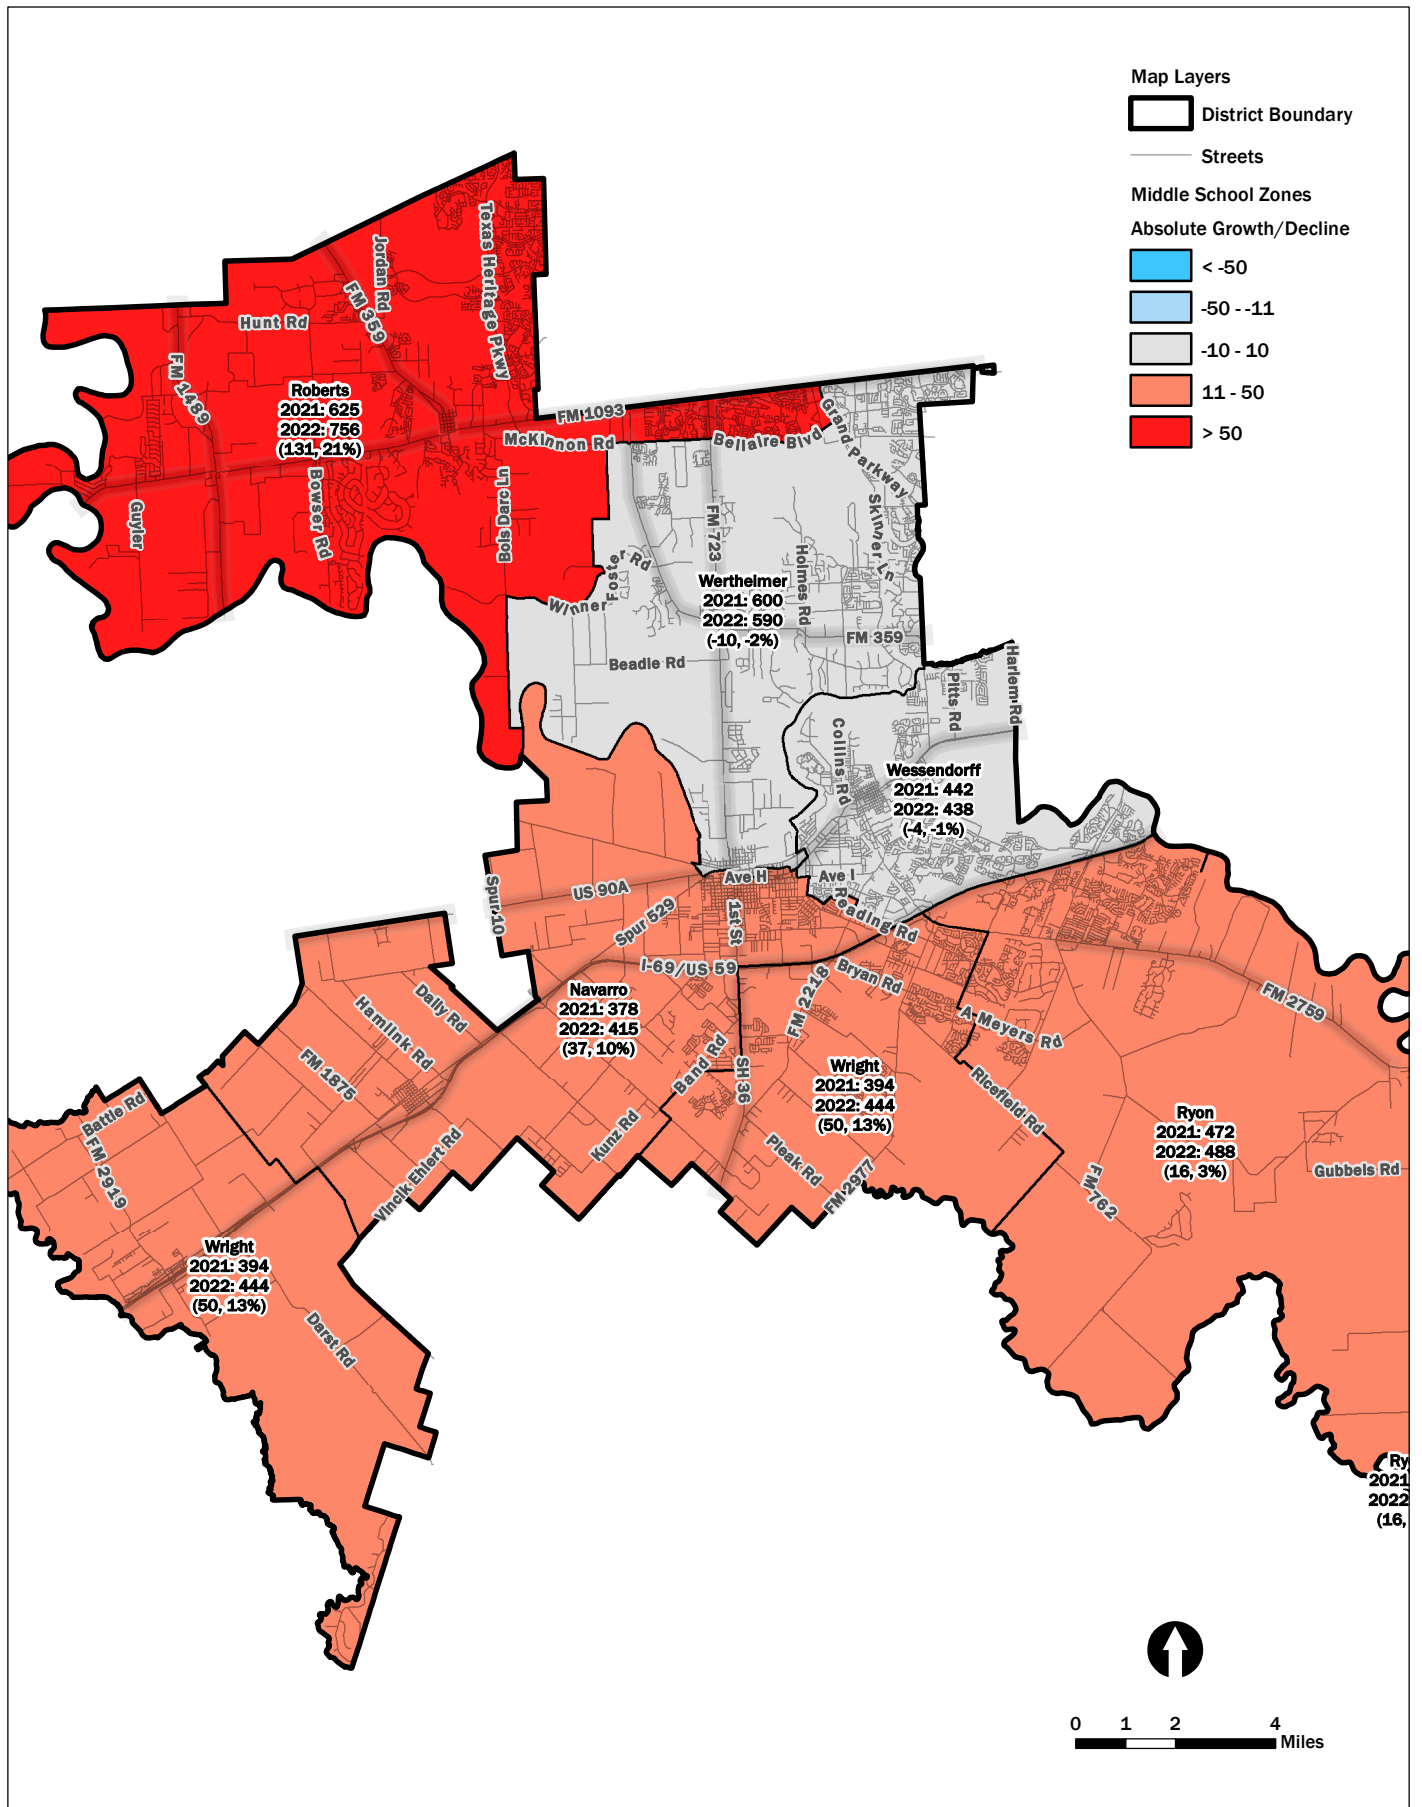 Map Layers
District Boundary
Streets
Middle School Zones
Absolute Growth/Decline
< -50
-50 - -11
-10 - 10
11 - 50
> 50
Texas Heritage Pkwy
Jordan Rd
FM 359
Hunt Rd
FM 1489
Roberts
2021: 625
2022: 756
(131, 21%)
FM 1093
McKinnon Rd
Bellaire Blvd
Grand Parkway
Guyler
Bowser Rd
Bois Darc Ln
FM 723
Skinner Ln
Holmes Rd
Winner Foster Rd
Wertheimer
2021: 600
2022: 590
(-10, -2%)
FM 359
Beadle Rd
Harlem Rd
Pitts Rd
Collins Rd
Wessendorff
2021: 442
2022: 438
(-4, -1%)
Spur 10
US 90A
Ave H
Ave I
Reading Rd
Spur 529
1st St
I-69/US 59
Bryan Rd
FM 2218
Navarro
2021: 378
2022: 415
(37, 10%)
Daily Rd
Hamlink Rd
FM 1875
FM 2759
A Meyers Rd
Band Rd
SH 36
Wright
2021: 394
2022: 444
(50, 13%)
Ricefield Rd
Ryon
2021: 472
2022: 488
(16, 3%)
Battle Rd
FM 2919
Vincik Ehlert Rd
Kunz Rd
Pleak Rd
FM 2977
FM 762
Gubbels Rd
Wright
2021: 394
2022: 444
(50, 13%)
Darst Rd
Ry
2021
2022
(16,
0 1 2 4
Miles